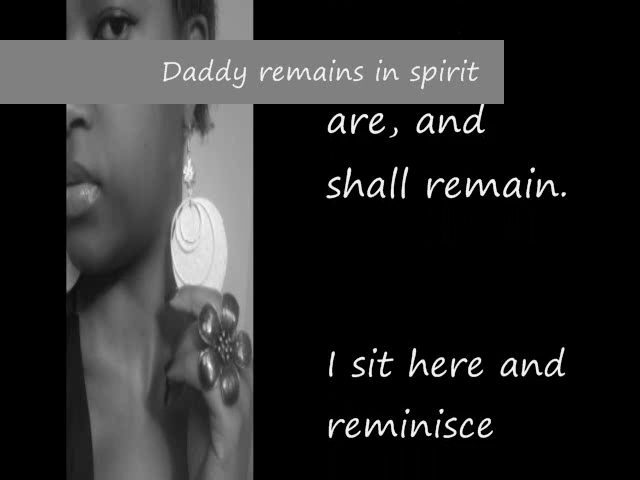 Daddy remains in spirit
are, and
shall remain.
I sit here and
reminisce